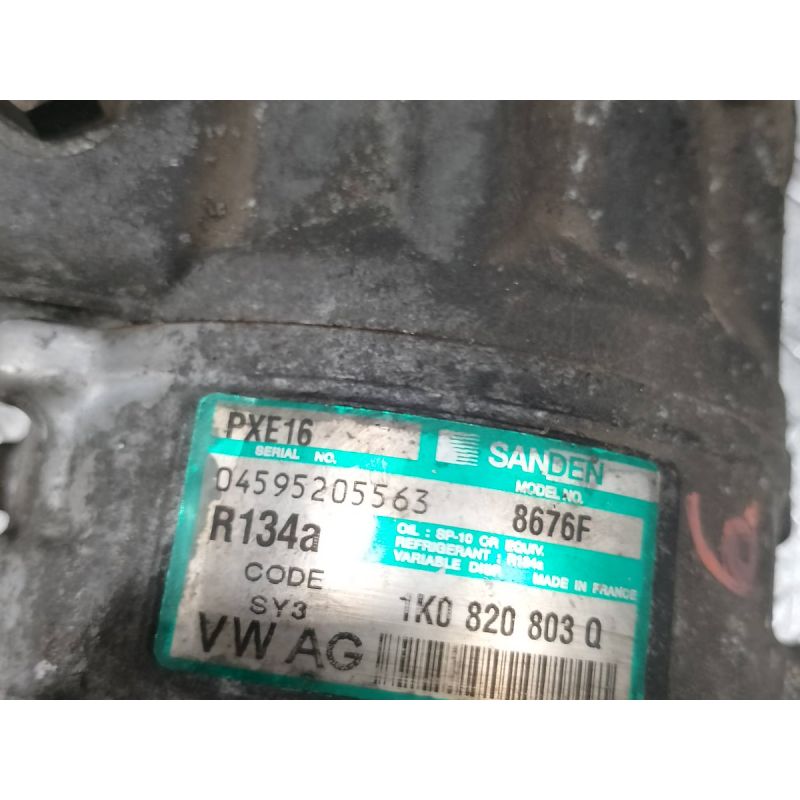 PXE16
SANDEN
SERIAL NO.
MODEL NO.
04595205563
8676F
R134a
OIL : SP-10 OR EQUIV.
REFRIGERANT : R134a
VARIABLE
MADE IN FRANCE
CODE
SY3
1K0 820 803 Q
VW AG